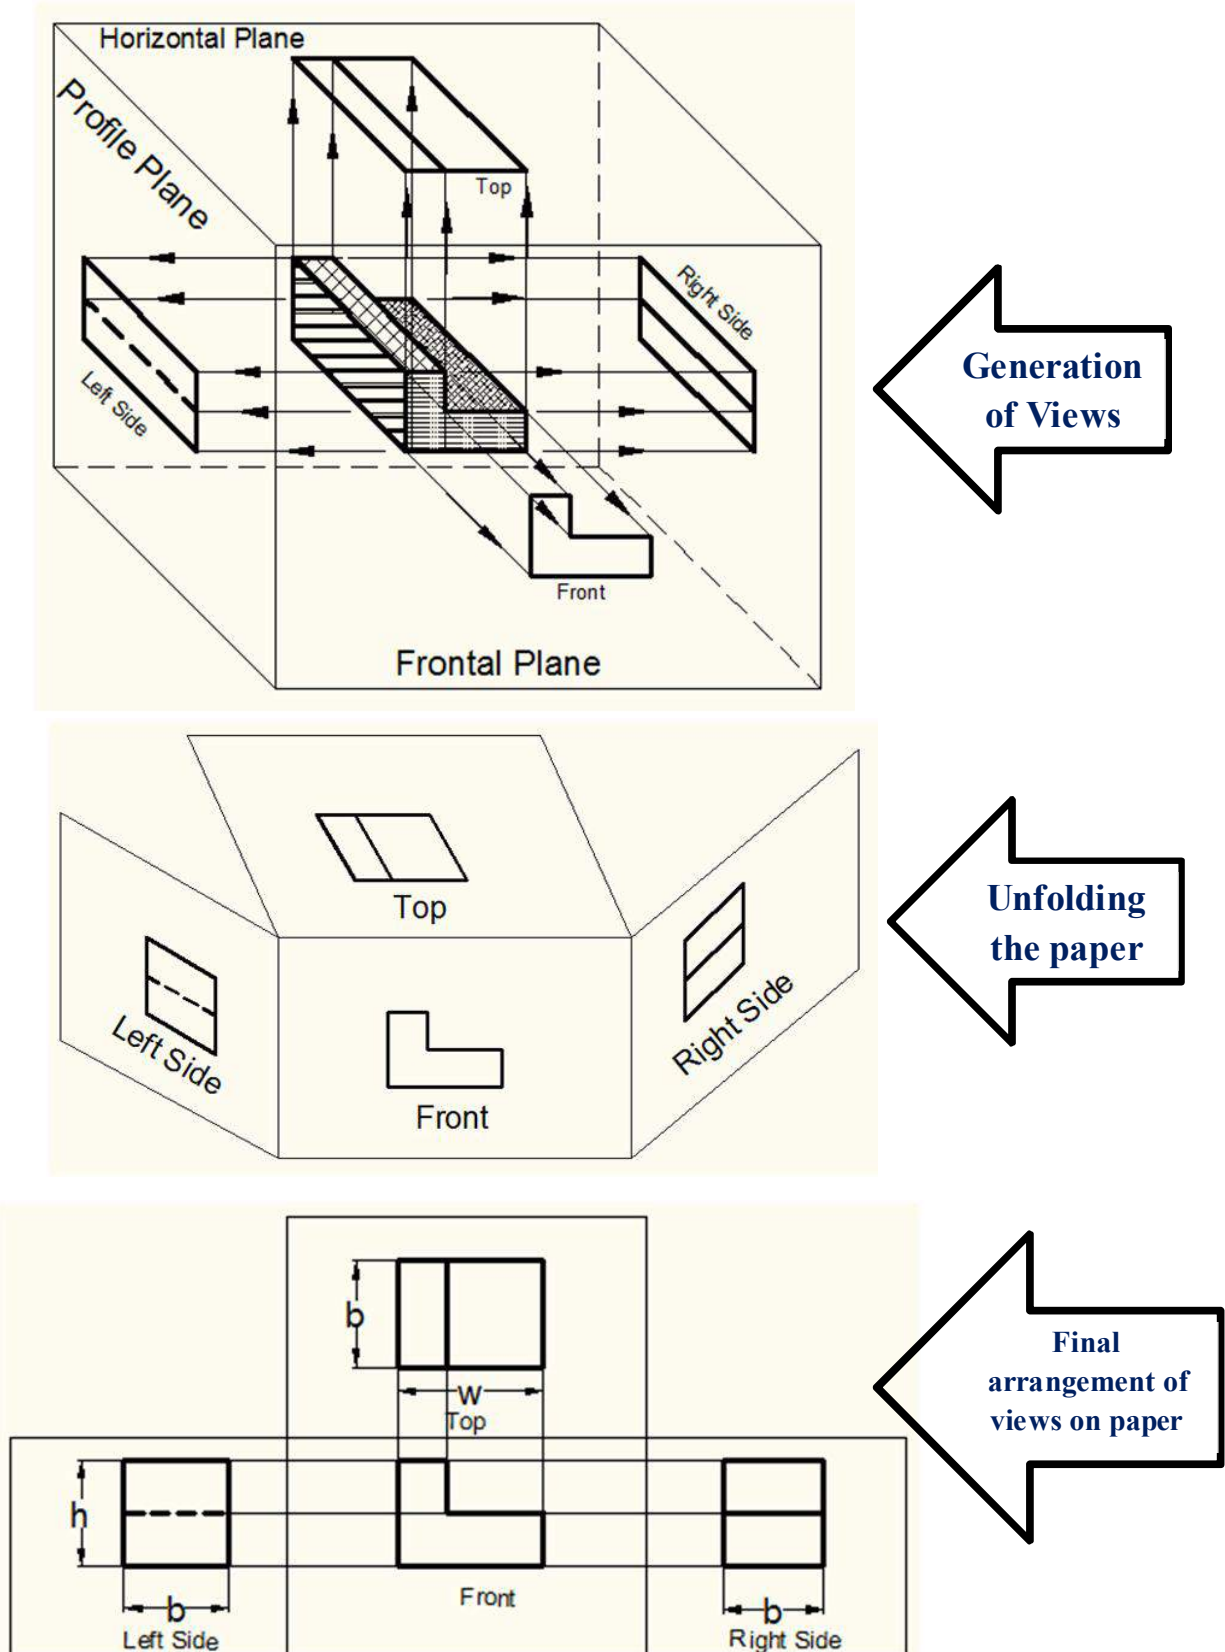 Horizontal Plane
Profile Plane
Top
Right Side
Left Side
Front
Frontal Plane
Generation
of Views
Top
Left Side
Right Side
Front
Unfolding
the paper
b
w
Top
h
b
Left Side
Front
b
Right Side
Final
arrangement of
views on paper